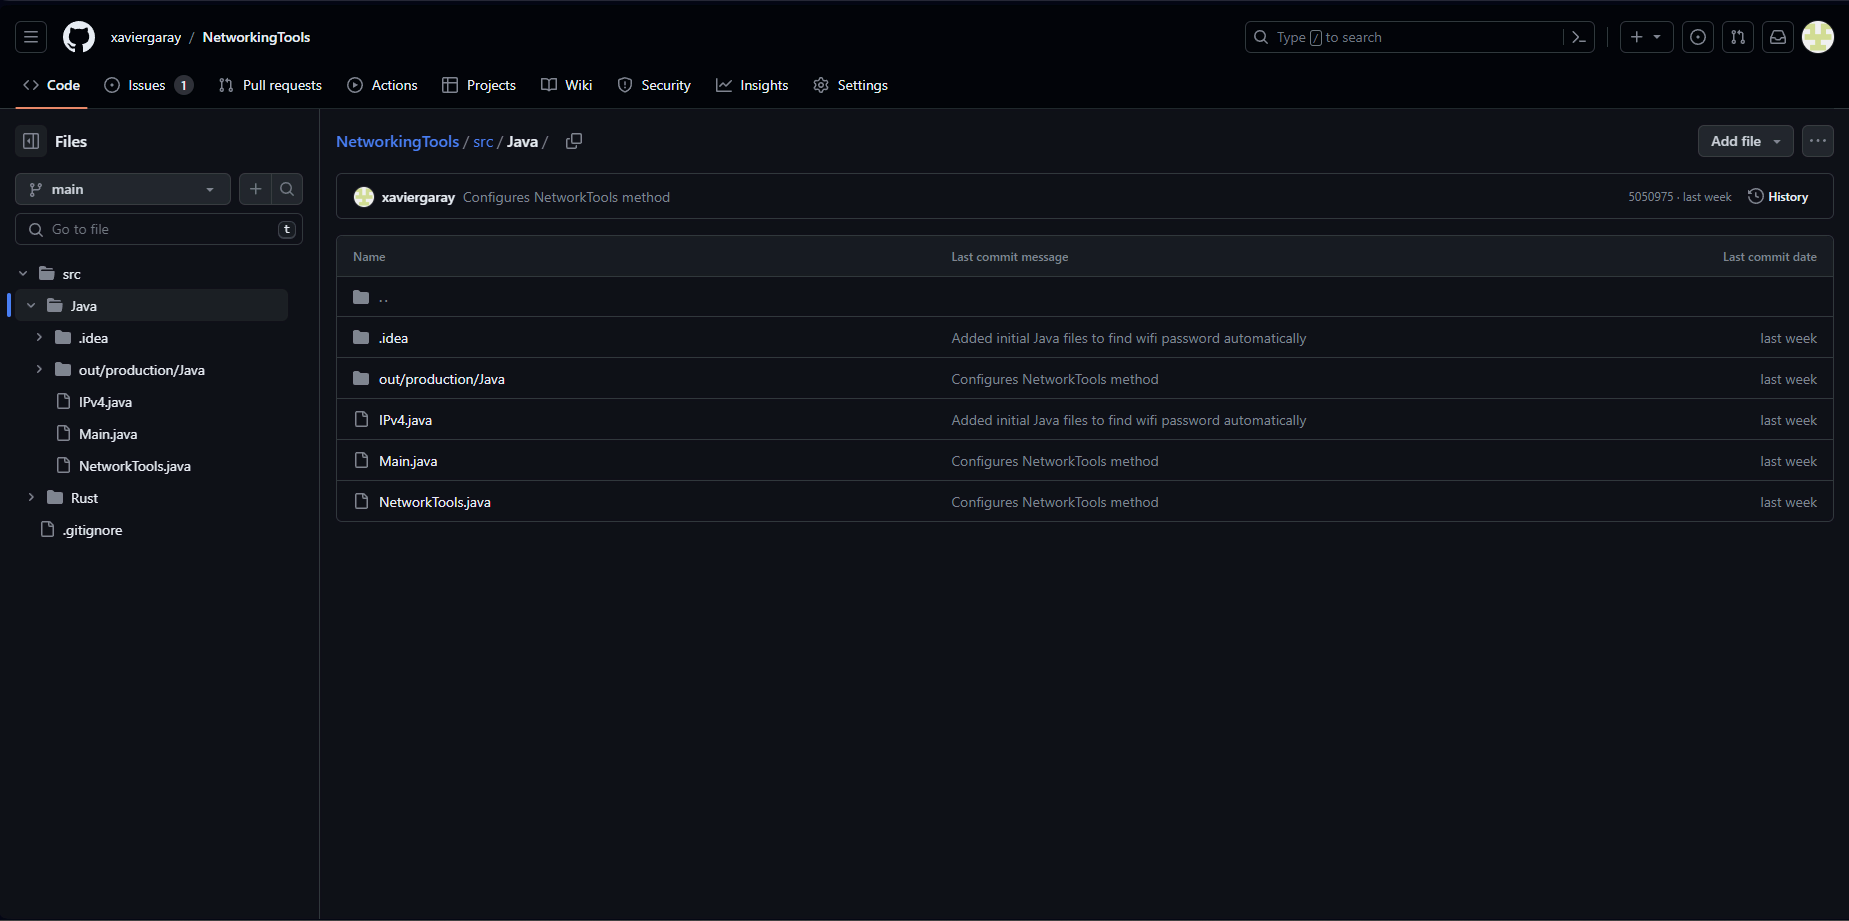 xaviergaray / NetworkingTools
Type / to search
Code
Issues 1
Pull requests
Actions
Projects
Wiki
Security
Insights
Settings
Files
main
Go to file t
src
Java
.idea
out/production/Java
IPv4.java
Main.java
NetworkTools.java
Rust
.gitignore
NetworkingTools / src / Java /
Add file
xaviergaray Configures NetworkTools method 5050975 · last week History
Name Last commit message Last commit date
..
.idea Added initial Java files to find wifi password automatically last week
out/production/Java Configures NetworkTools method last week
IPv4.java Added initial Java files to find wifi password automatically last week
Main.java Configures NetworkTools method last week
NetworkTools.java Configures NetworkTools method last week